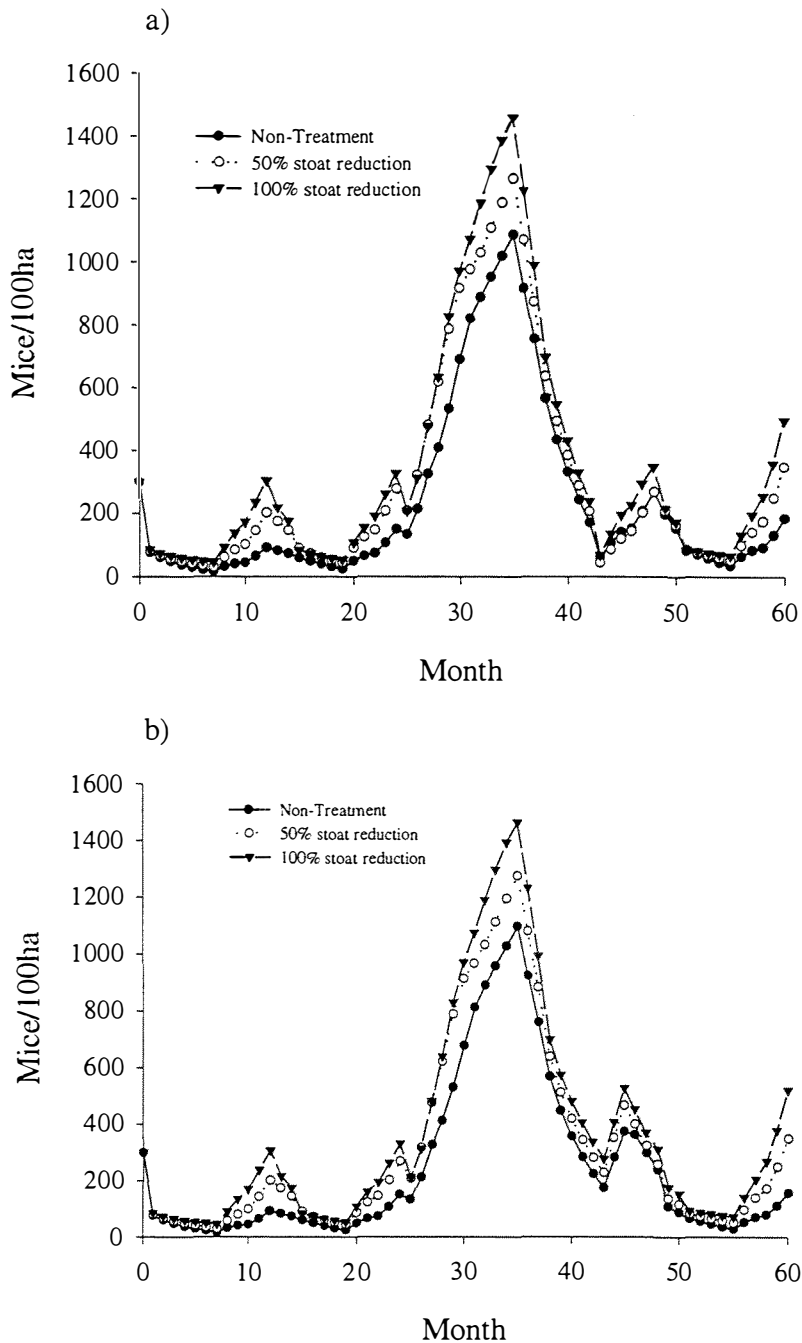 a)
1600
1400
1200
1000
800
600
400
200
0
Mice/100ha
Non-Treatment
50% stoat reduction
100% stoat reduction
0 10 20 30 40 50 60
Month
b)
1600
1400
1200
1000
800
600
400
200
0
Mice/100ha
Non-Treatment
50% stoat reduction
100% stoat reduction
0 10 20 30 40 50 60
Month